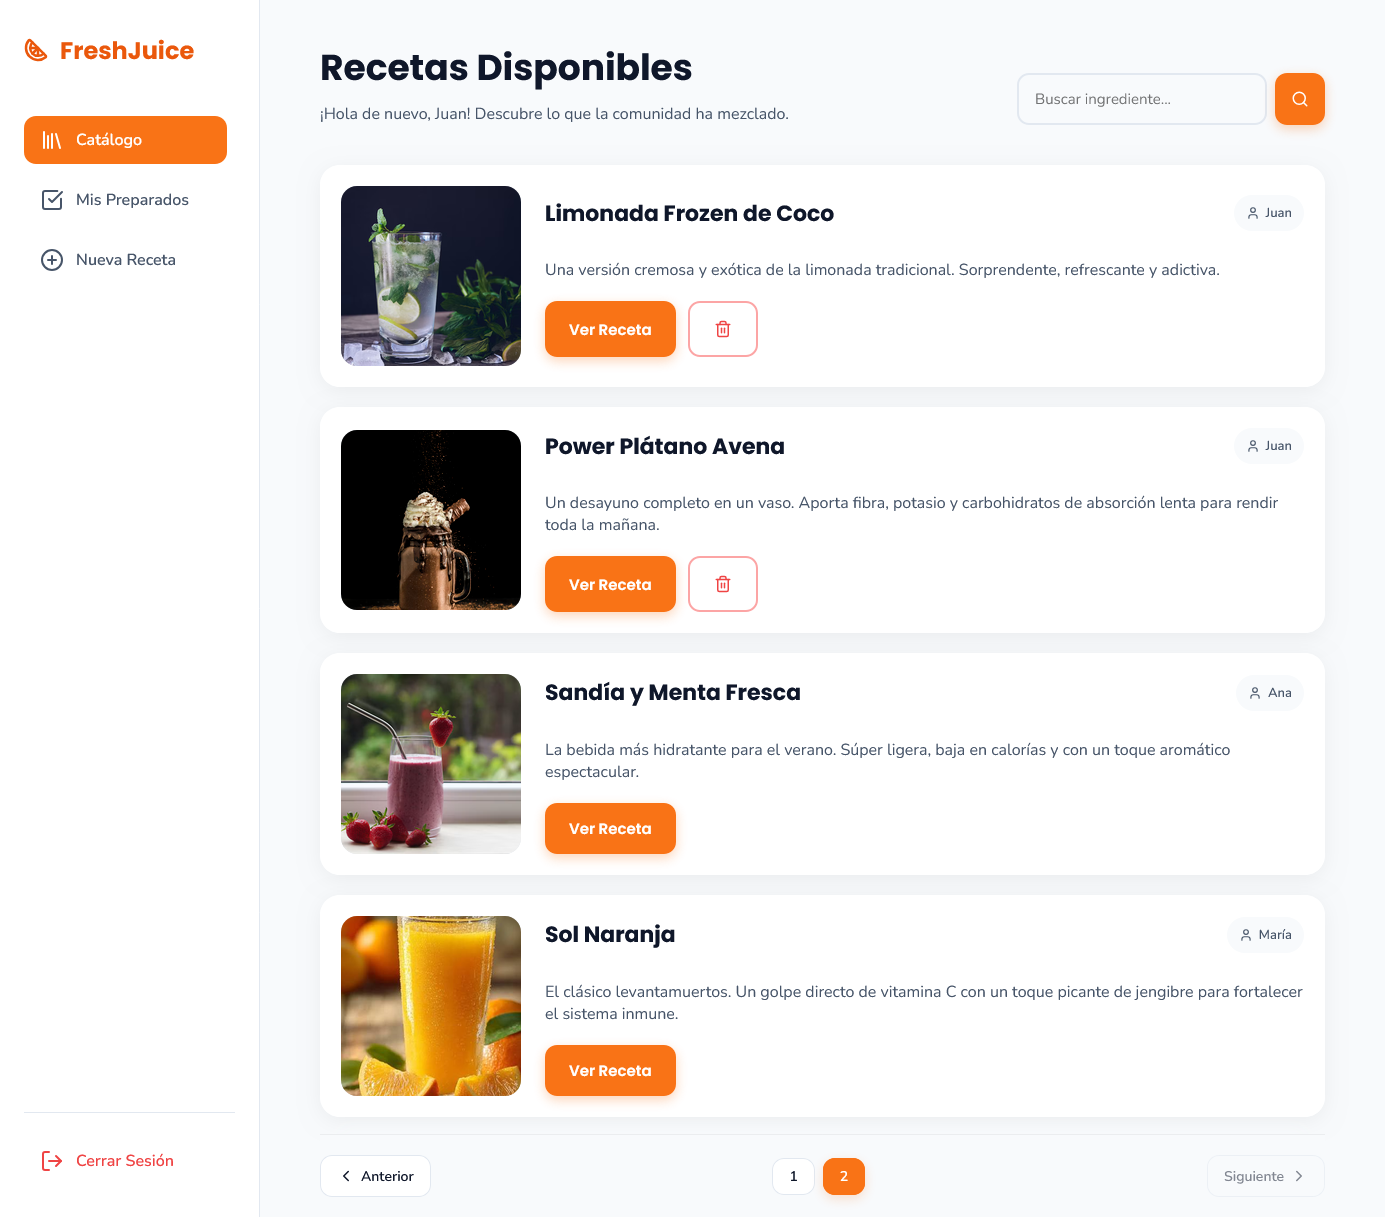 FreshJuice
Catálogo
Mis Preparados
Nueva Receta
Cerrar Sesión
Recetas Disponibles
¡Hola de nuevo, Juan! Descubre lo que la comunidad ha mezclado.
Buscar ingrediente...
Limonada Frozen de Coco
Juan
Una versión cremosa y exótica de la limonada tradicional. Sorprendente, refrescante y adictiva.
Ver Receta
Power Plátano Avena
Juan
Un desayuno completo en un vaso. Aporta fibra, potasio y carbohidratos de absorción lenta para rendir
toda la mañana.
Ver Receta
Sandía y Menta Fresca
Ana
La bebida más hidratante para el verano. Súper ligera, baja en calorías y con un toque aromático
espectacular.
Ver Receta
Sol Naranja
María
El clásico levantamuertos. Un golpe directo de vitamina C con un toque picante de jengibre para fortalecer
el sistema inmune.
Ver Receta
Anterior
1
2
Siguiente